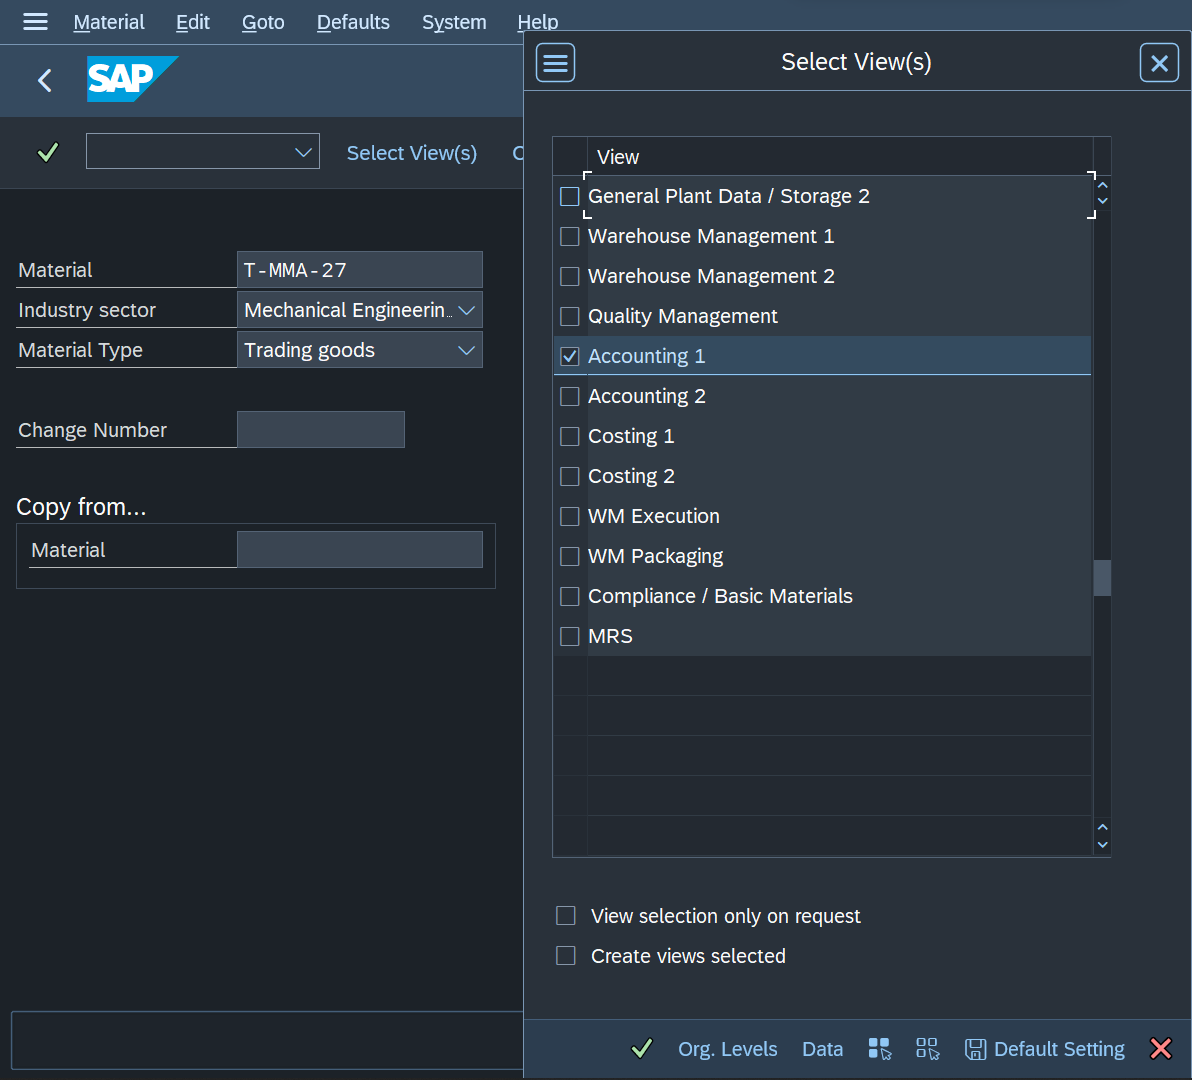 Material Edit Goto Defaults System Help
SAP
Select View(s)
Material T-MMA-27
Industry sector Mechanical Engineerin...
Material Type Trading goods
Change Number
Copy from...
Material
Select View(s)
View
General Plant Data / Storage 2
Warehouse Management 1
Warehouse Management 2
Quality Management
Accounting 1
Accounting 2
Costing 1
Costing 2
WM Execution
WM Packaging
Compliance / Basic Materials
MRS
View selection only on request
Create views selected
Org. Levels Data Default Setting